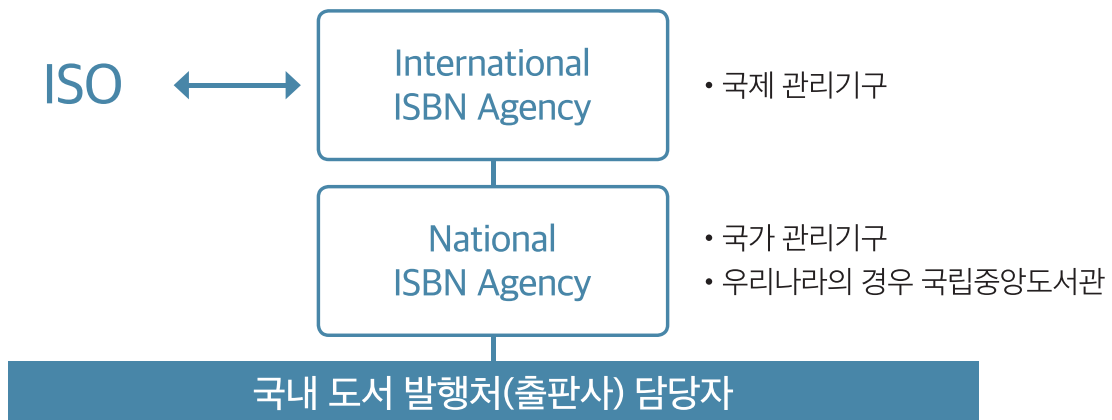 ISO
International
ISBN Agency
• 국제 관리기구
National
ISBN Agency
• 국가 관리기구
• 우리나라의 경우 국립중앙도서관
국내 도서 발행처(출판사) 담당자